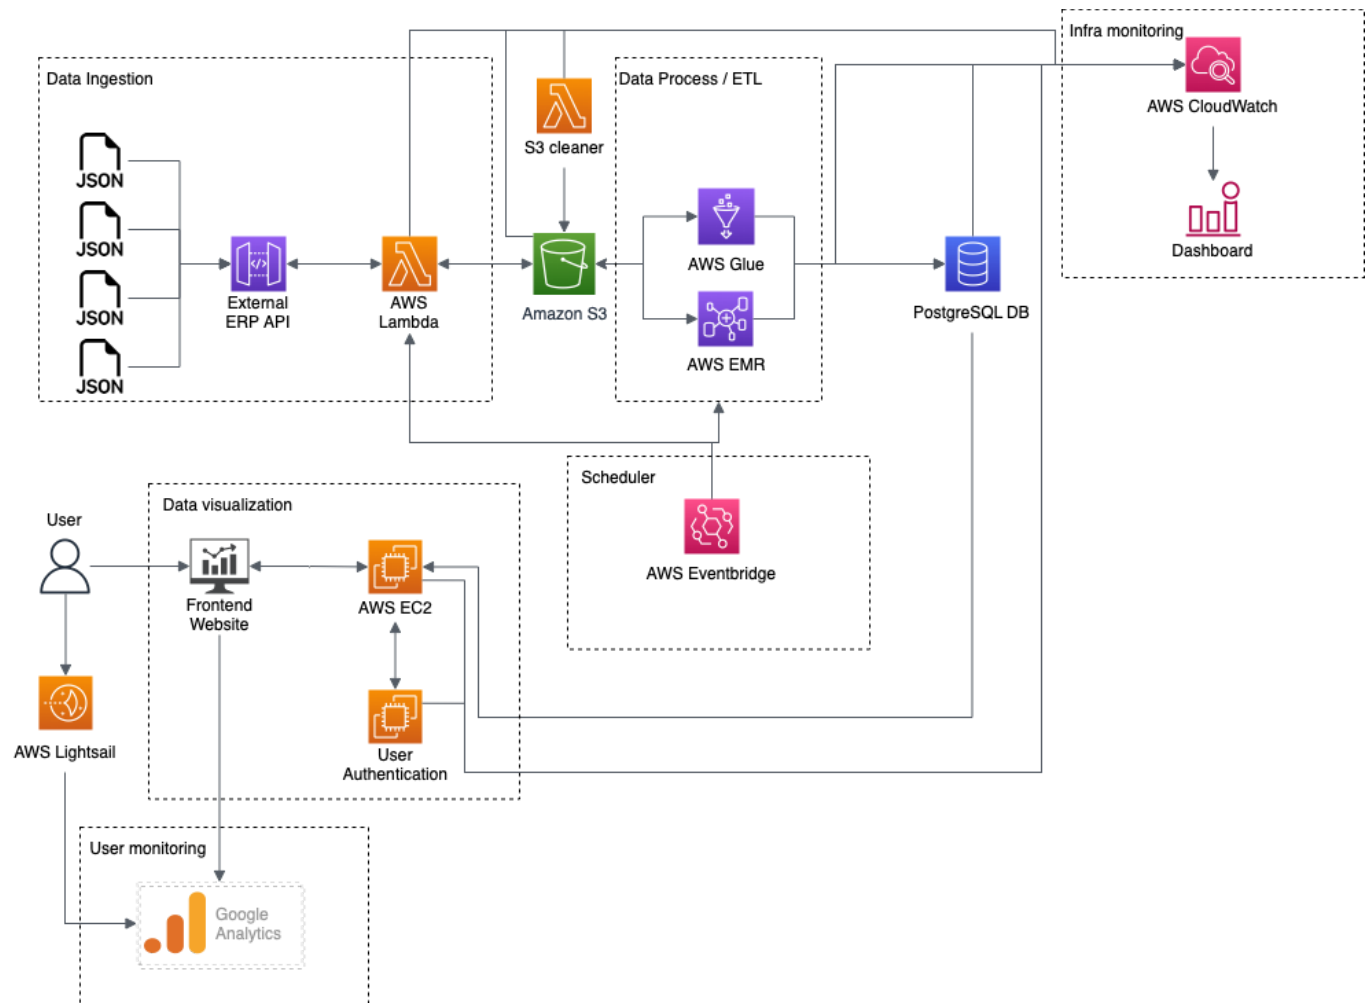 Infra monitoring
AWS CloudWatch
Dashboard
Data Ingestion
JSON
JSON
JSON
JSON
External
ERP API
AWS
Lambda
S3 cleaner
Amazon S3
Data Process / ETL
AWS Glue
AWS EMR
PostgreSQL DB
Scheduler
AWS Eventbridge
User
AWS Lightsail
Data visualization
Frontend
Website
AWS EC2
User
Authentication
User monitoring
Google
Analytics